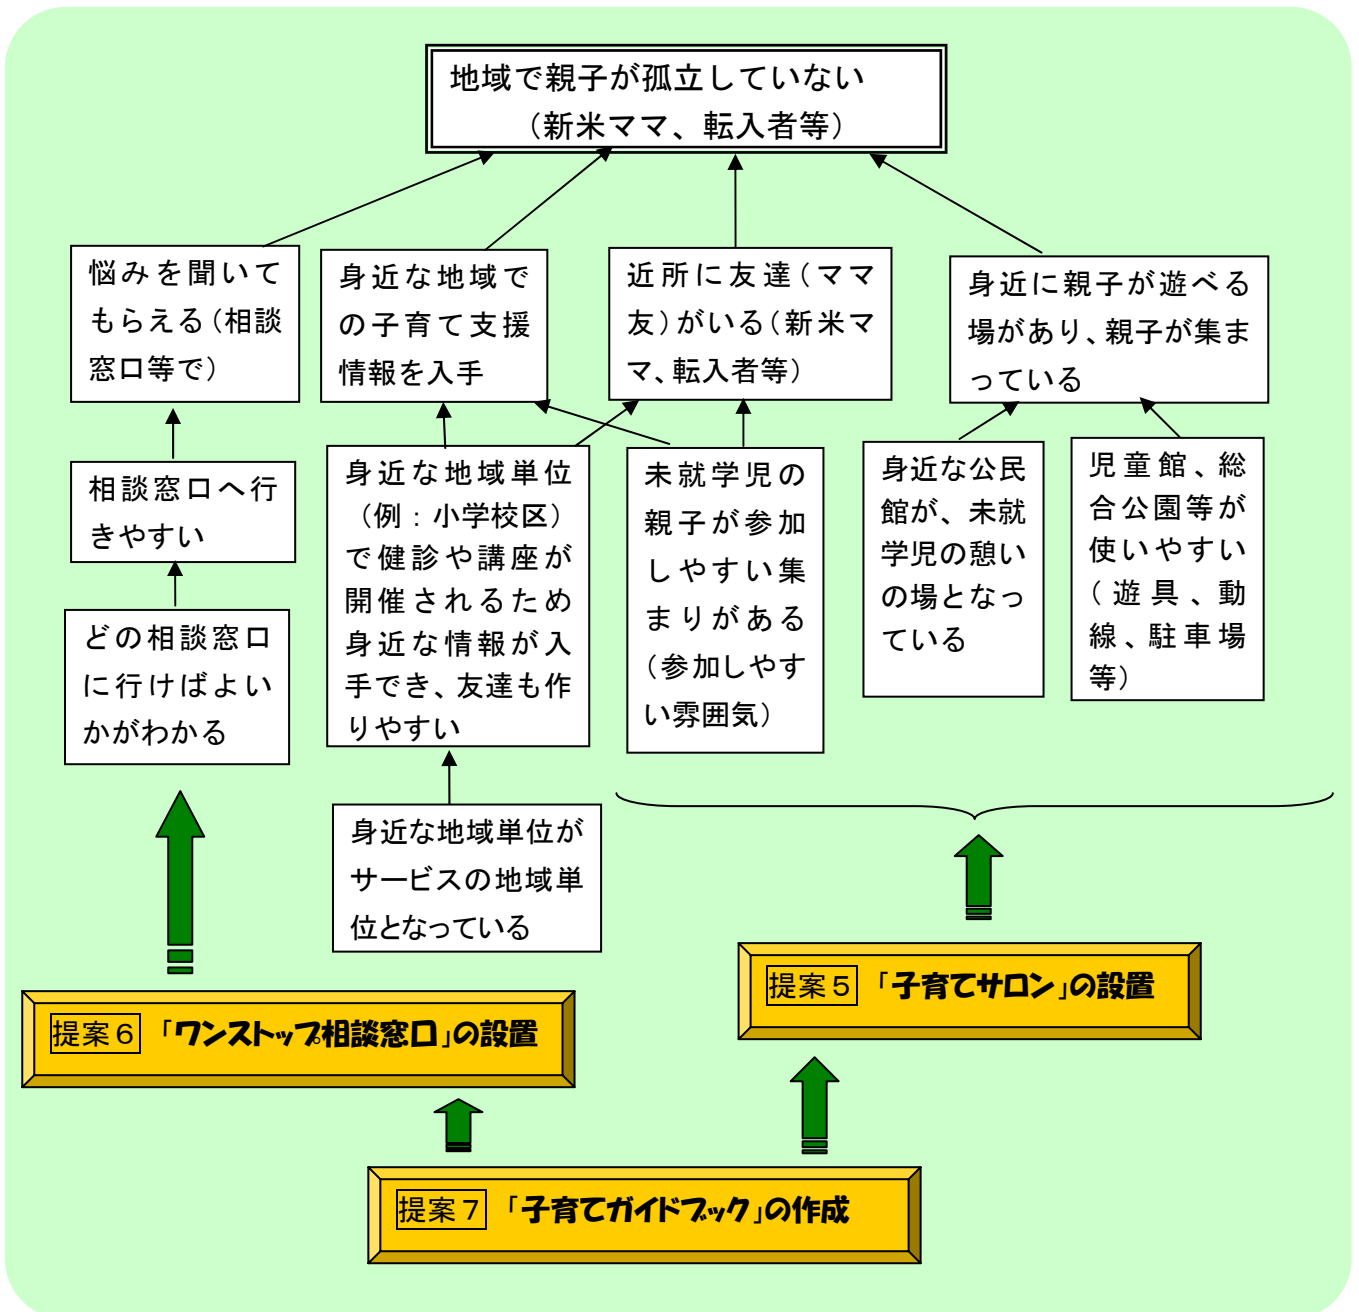 地域で親子が孤立していない
（新米ママ、転入者等）
悩みを聞いて
もらえる（相談
窓口等で）
身近な地域で
の子育て支援
情報を入手
近所に友達（ママ
友）がいる（新米マ
マ、転入者等）
身近に親子が遊べる
場があり、親子が集ま
っている
相談窓口へ行
きやすい
身近な地域単位
（例：小学校区）
で健診や講座が
開催されるため
身近な情報が入
手でき、友達も作
りやすい
未就学児の
親子が参加
しやすい集
まりがある
（参加しやす
い雰囲気）
身近な公民
館が、未就
学児の憩い
の場となっ
ている
児童館、総
合公園等が
使いやすい
（遊具、動
線、駐車場
等）
どの相談窓口
に行けばよい
かがわかる
身近な地域単位が
サービスの地域単
位となっている
提案５「子育てサロン」の設置
提案６「ワンストップ相談窓口」の設置
提案７「子育てガイドブック」の作成